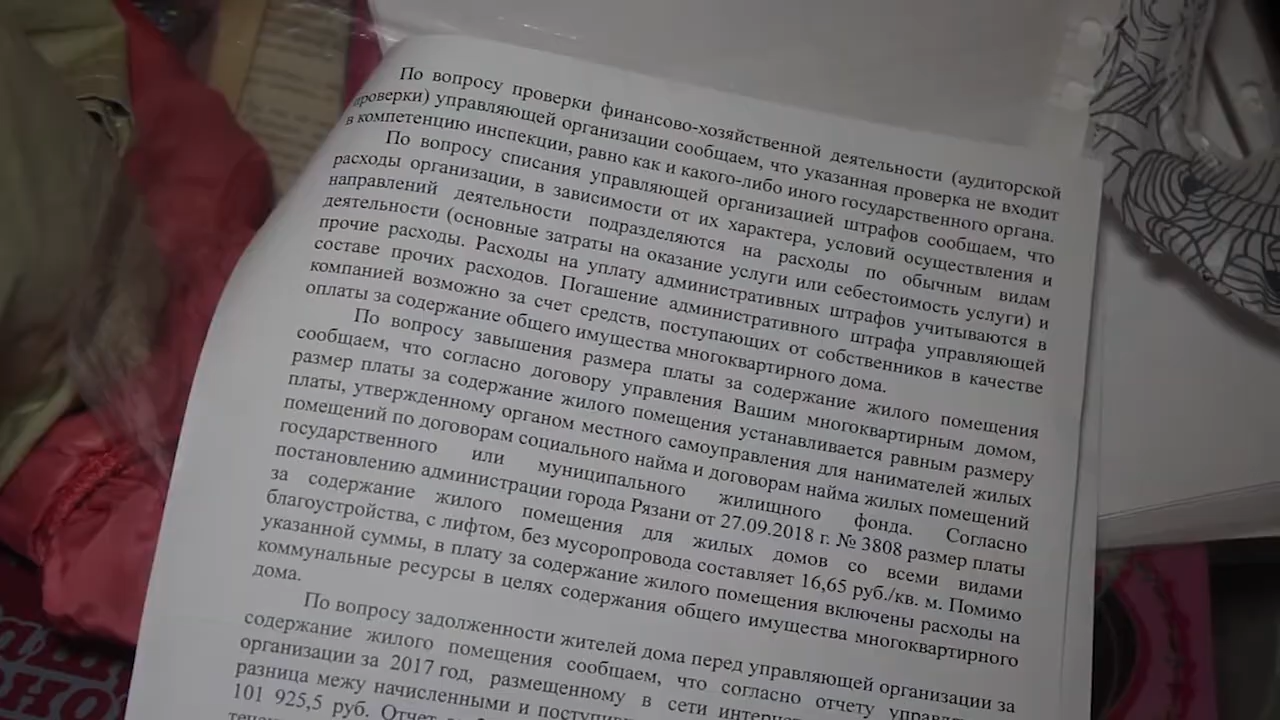 По вопросу проверки финансово-хозяйственной деятельности (аудиторской
проверки) управляющей организации сообщаем, что указанная проверка не входит
в компетенцию инспекции, равно как и какого-либо иного государственного органа.
По вопросу списания управляющей организацией штрафов сообщаем, что
расходы организации, в зависимости от их характера, условий осуществления и
направлений деятельности подразделяются на расходы по обычным видам
деятельности (основные затраты на оказание услуги или себестоимость услуги) и
прочие расходы. Расходы на уплату административных штрафов учитываются в
составе прочих расходов. Погашение административного штрафа управляющей
компанией возможно за счет средств, поступающих от собственников в качестве
оплаты за содержание общего имущества многоквартирного дома.
По вопросу завышения размера платы за содержание жилого помещения
сообщаем, что согласно договору управления Вашим многоквартирным домом,
размер платы за содержание жилого помещения устанавливается равным размеру
платы, утвержденному органом местного самоуправления для нанимателей жилых
помещений по договорам социального найма и договорам найма жилых помещений
государственного или муниципального жилищного фонда. Согласно
постановлению администрации города Рязани от 27.09.2018 г. № 3808 размер платы
за содержание жилого помещения для жилых домов со всеми видами
благоустройства, с лифтом, без мусоропровода составляет 16,65 руб./кв. м. Помимо
указанной суммы, в плату за содержание жилого помещения включены расходы на
коммунальные ресурсы в целях содержания общего имущества многоквартирного
дома.
По вопросу задолженности жителей дома перед управляющей организации за
содержание жилого помещения сообщаем, что согласно отчету
организации за 2017 год, размещенному в сети
разница межу начисленными и
101 925,5 руб. Отчет